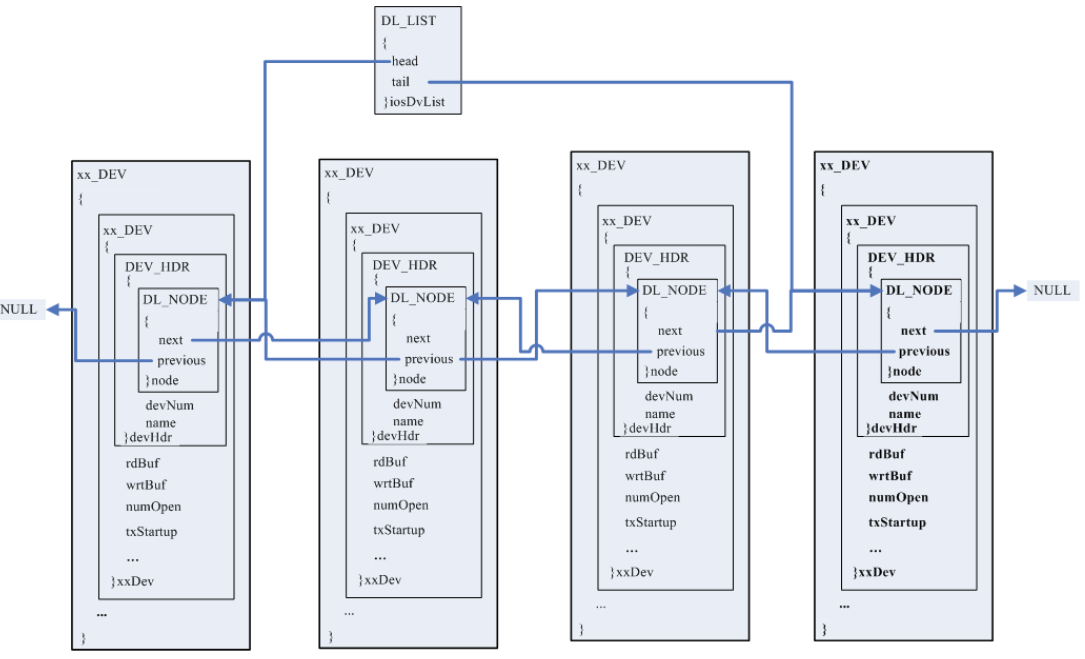 DL_LIST
{
head
tail
}iosDvList
NULL
xx_DEV
{
xx_DEV
{
DEV_HDR
{
DL_NODE
{
next
previous
}node
devNum
name
}devHdr
rdBuf
wrtBuf
numOpen
txStartup
...
}xxDev
...
}
xx_DEV
{
xx_DEV
{
DEV_HDR
{
DL_NODE
{
next
previous
}node
devNum
name
}devHdr
rdBuf
wrtBuf
numOpen
txStartup
...
}xxDev
...
}
xx_DEV
{
xx_DEV
{
DEV_HDR
{
DL_NODE
{
next
previous
}node
devNum
name
}devHdr
rdBuf
wrtBuf
numOpen
txStartup
...
}xxDev
...
}
xx_DEV
{
xx_DEV
{
DEV_HDR
{
DL_NODE
{
next
previous
}node
devNum
name
}devHdr
rdBuf
wrtBuf
numOpen
txStartup
...
}xxDev
...
}
NULL